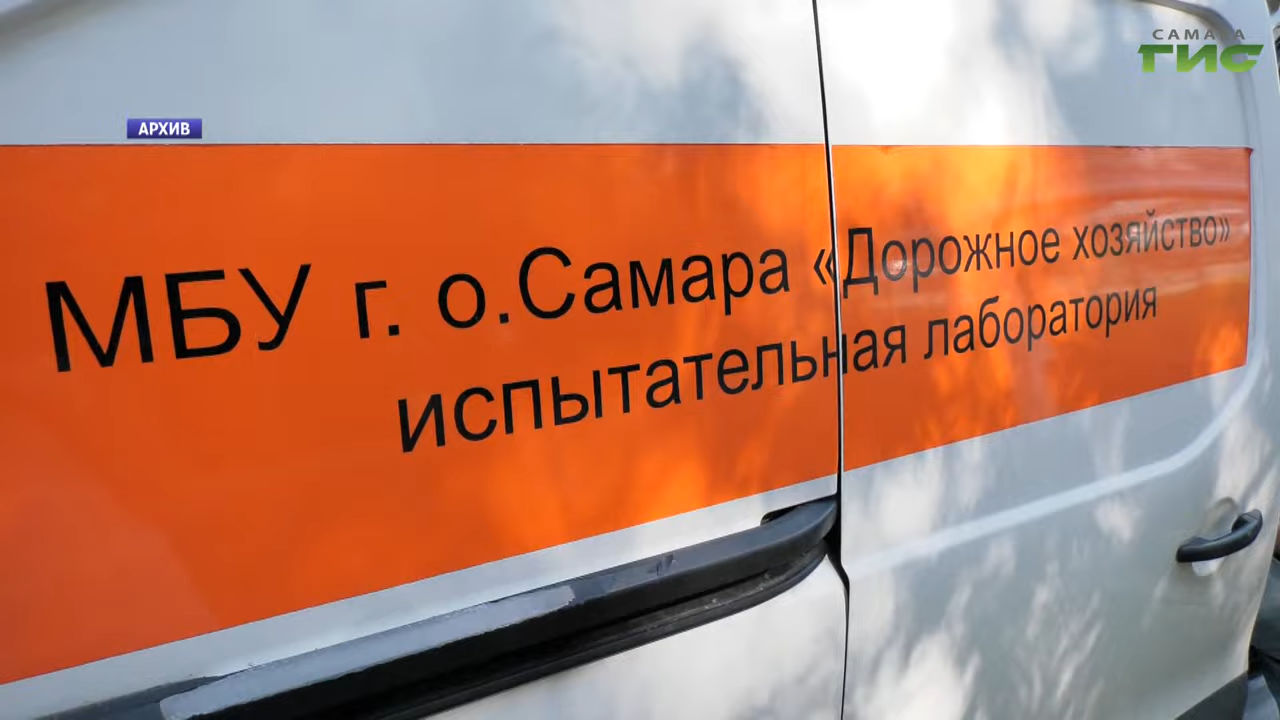 САМАРА
ГИС
АРХИВ
МБУ г. о.Самара «Дорожное хозяйство»
испытательная лаборатория